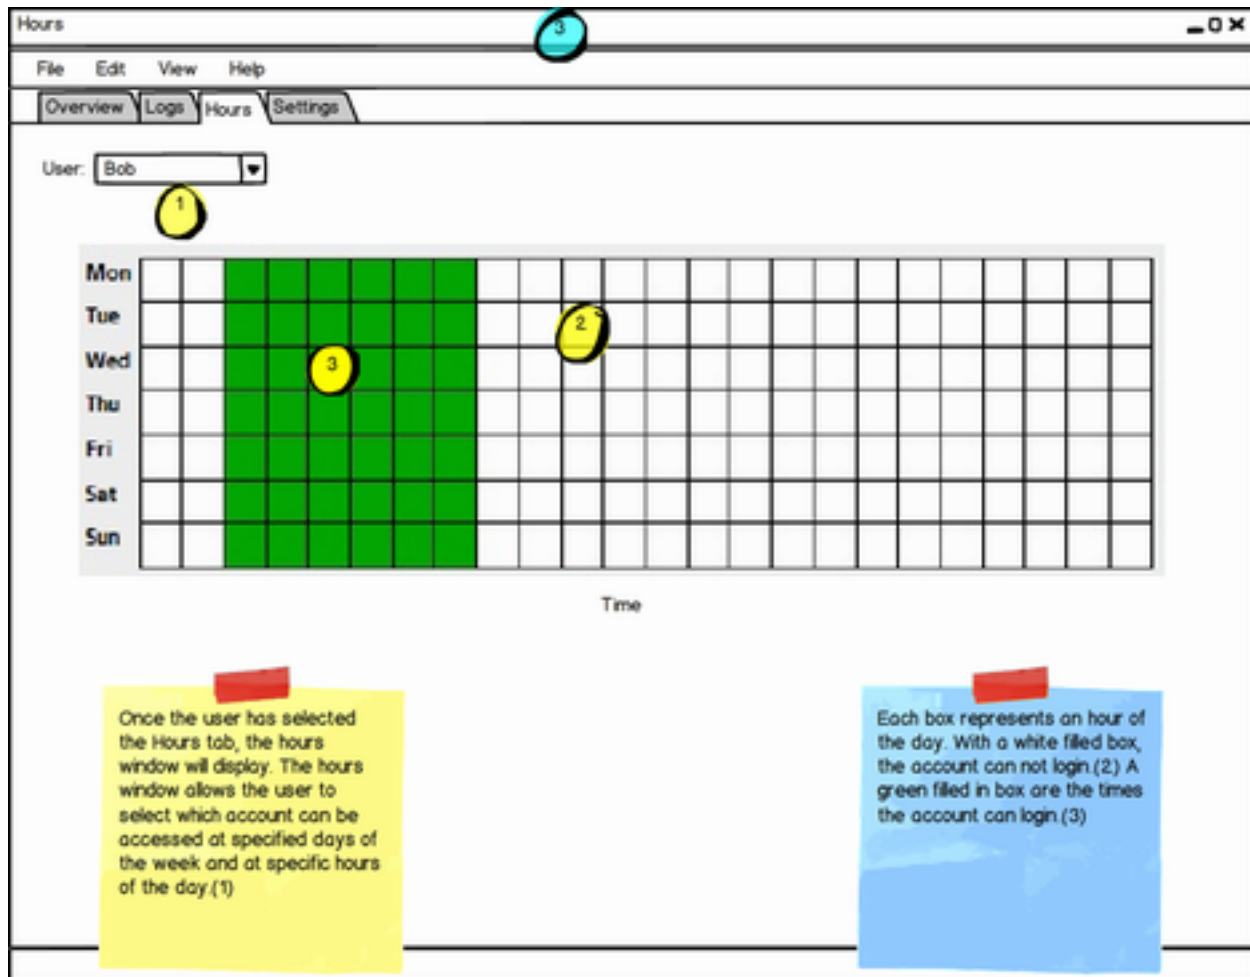 Hours
3
File Edit View Help
Overview Logs Hours Settings
User: Bob
1
Mon
Tue
2
Wed
3
Thu
Fri
Sat
Sun
Time
Once the user has selected
the Hours tab, the hours
window will display. The hours
window allows the user to
select which account can be
accessed at specified days of
the week and at specific hours
of the day.(1)
Each box represents an hour of
the day. With a white filled box,
the account can not login.(2) A
green filled in box are the times
the account can login.(3)